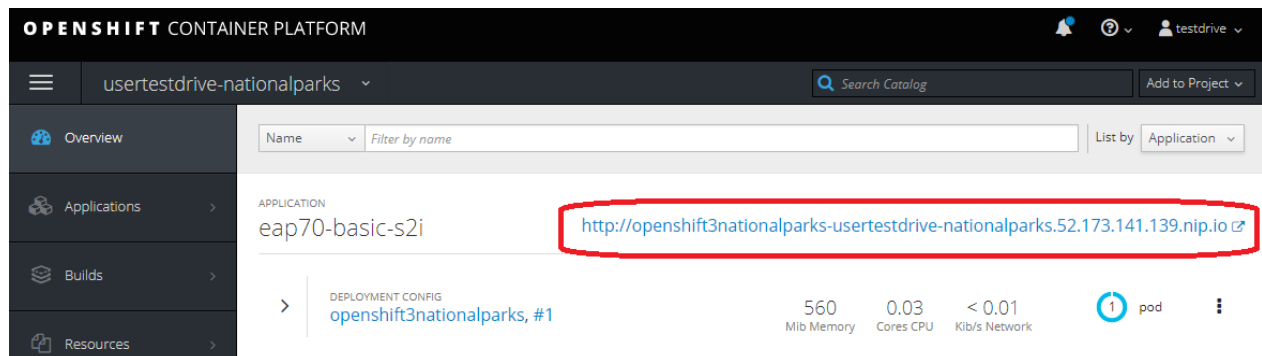 OPENSHIFT CONTAINER PLATFORM
testdrive
usertestdrive-nationalparks
Search Catalog
Add to Project
Overview
Name
Filter by name
List by
Application
Applications
APPLICATION
eap70-basic-s2i
http://openshift3nationalparks-usertestdrive-nationalparks.52.173.141.139.nip.io
Builds
DEPLOYMENT CONFIG
openshift3nationalparks, #1
560
Mib Memory
0.03
Cores CPU
< 0.01
Kib/s Network
1
pod
Resources